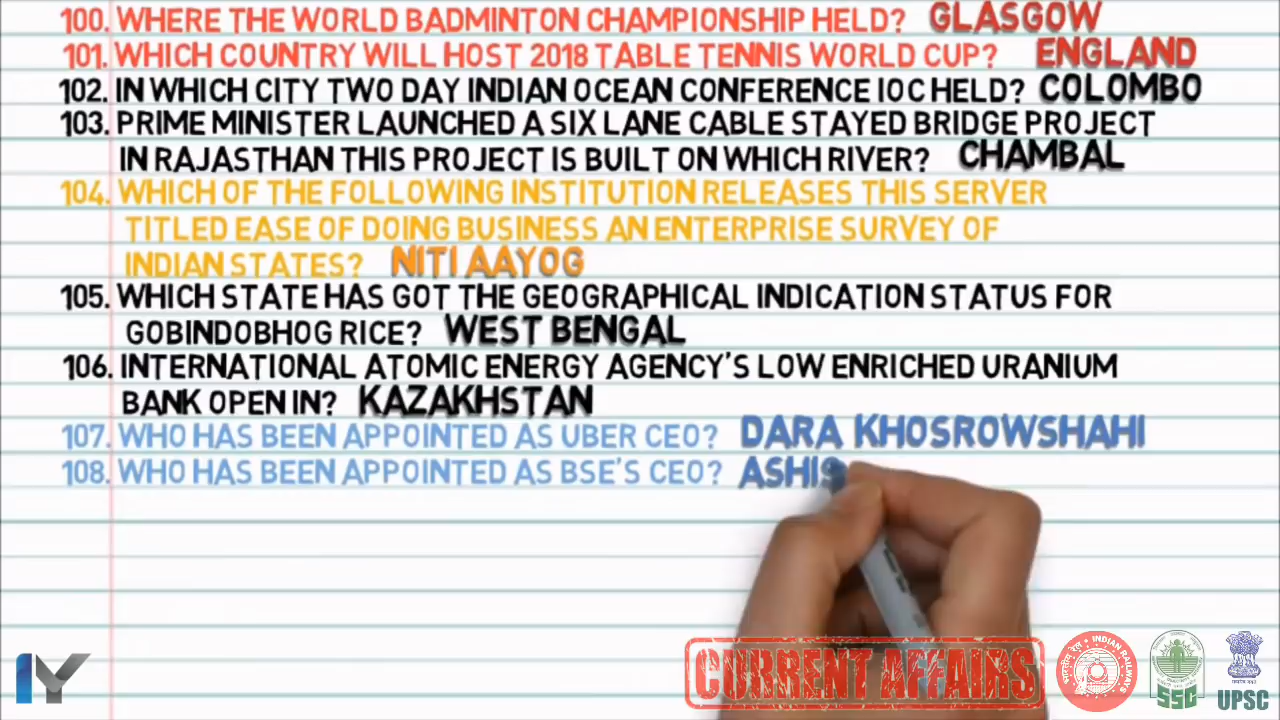 100. WHERE THE WORLD BADMINTON CHAMPIONSHIP HELD? GLASGOW
101. WHICH COUNTRY WILL HOST 2018 TABLE TENNIS WORLD CUP? ENGLAND
102. IN WHICH CITY TWO DAY INDIAN OCEAN CONFERENCE IOC HELD? COLOMBO
103. PRIME MINISTER LAUNCHED A SIX LANE CABLE STAYED BRIDGE PROJECT
IN RAJASTHAN THIS PROJECT IS BUILT ON WHICH RIVER? CHAMBAL
104. WHICH OF THE FOLLOWING INSTITUTION RELEASES THIS SERVER
TITLED EASE OF DOING BUSINESS AN ENTERPRISE SURVEY OF
INDIAN STATES? NITI AAYOG
105. WHICH STATE HAS GOT THE GEOGRAPHICAL INDICATION STATUS FOR
GOBINDOBHOG RICE? WEST BENGAL
106. INTERNATIONAL ATOMIC ENERGY AGENCY'S LOW ENRICHED URANIUM
BANK OPEN IN? KAZAKHSTAN
107. WHO HAS BEEN APPOINTED AS UBER CEO? DARA KHOSROWSHAHI
108. WHO HAS BEEN APPOINTED AS BSE'S CEO? ASHIS
IY
CURRENT AFFAIRS
INDIAN RAILWAYS
SSC
UPSC